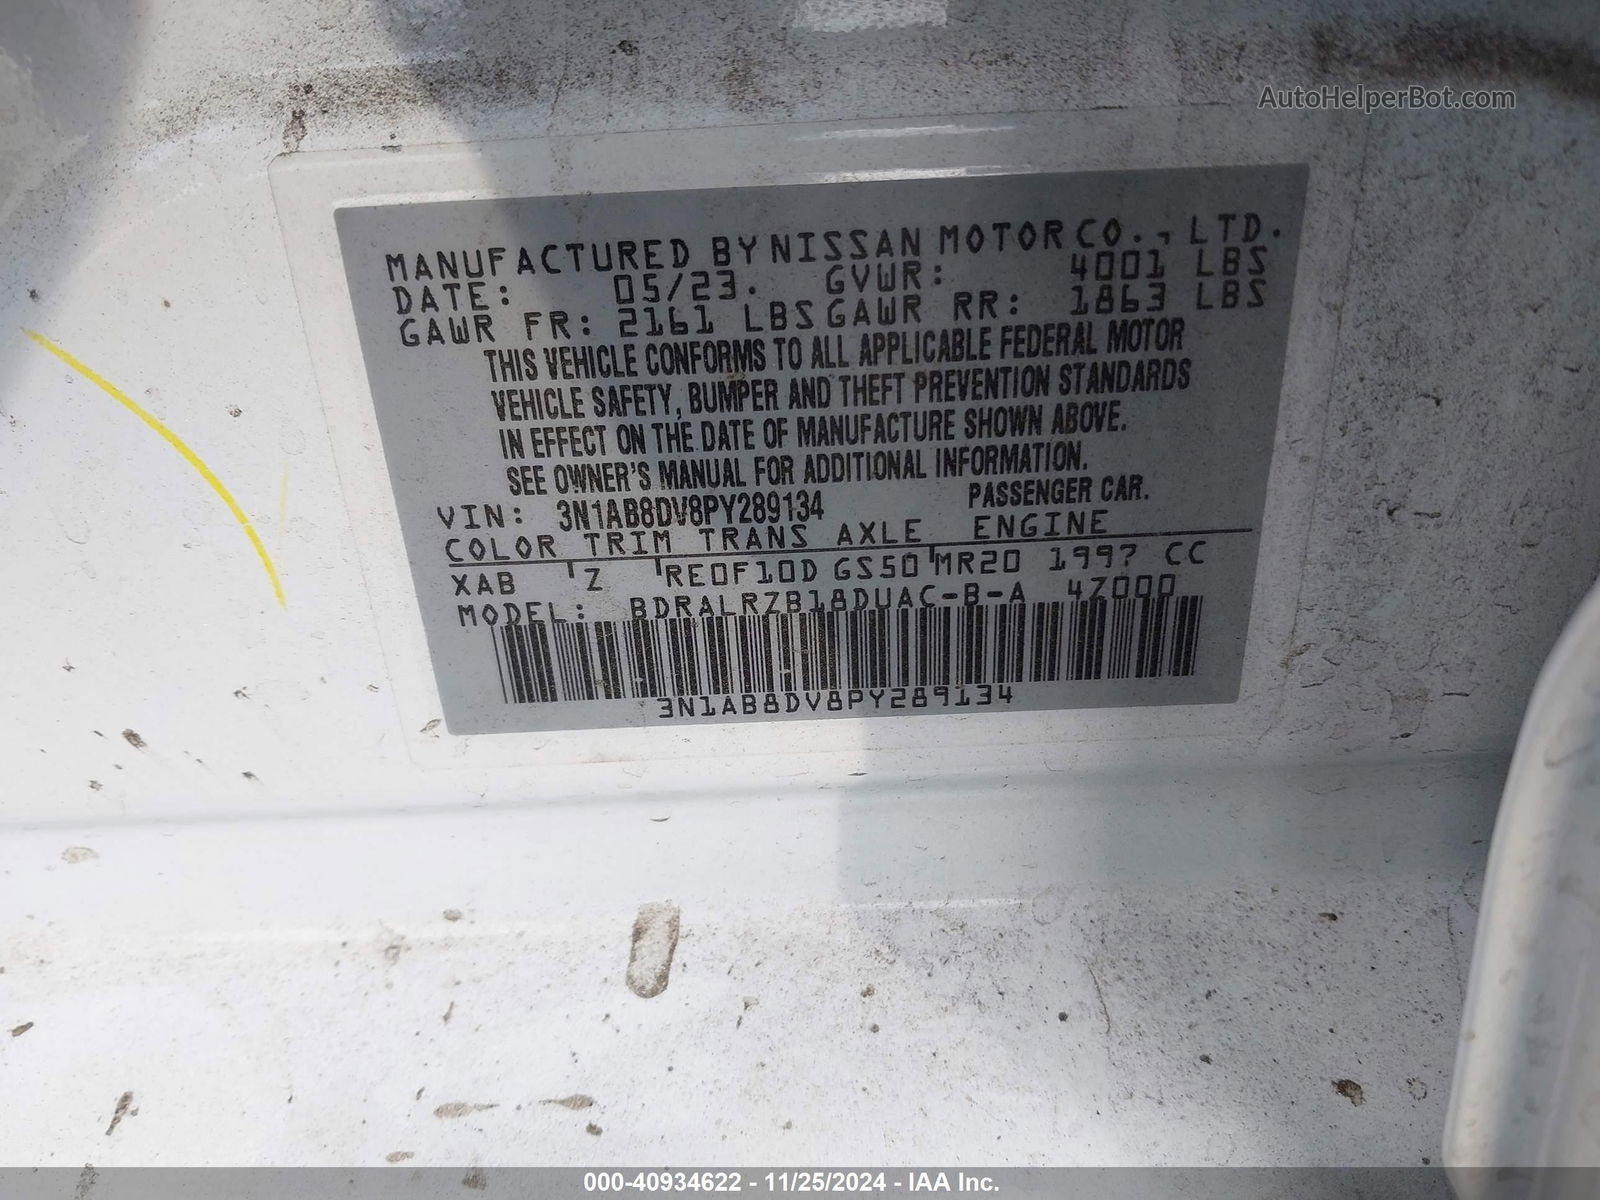 AutoHelperBot.com
MANUFACTURED BY NISSAN MOTOR CO., LTD.
DATE: 05/23. GVWR: 4001 LBS
GAWR FR: 2161 LBS GAWR RR: 1863 LBS
THIS VEHICLE CONFORMS TO ALL APPLICABLE FEDERAL MOTOR
VEHICLE SAFETY, BUMPER AND THEFT PREVENTION STANDARDS
IN EFFECT ON THE DATE OF MANUFACTURE SHOWN ABOVE.
SEE OWNER'S MANUAL FOR ADDITIONAL INFORMATION.
VIN: 3N1AB8DV8PY289134 PASSENGER CAR.
COLOR TRIM TRANS AXLE ENGINE
XAB Z RE0F10D GS50 MR20 1997 CC
MODEL: BDRALRZB18DUAC-B-A 4Z000
3N1AB8DV8PY289134
000-40934622 - 11/25/2024 - IAA Inc.